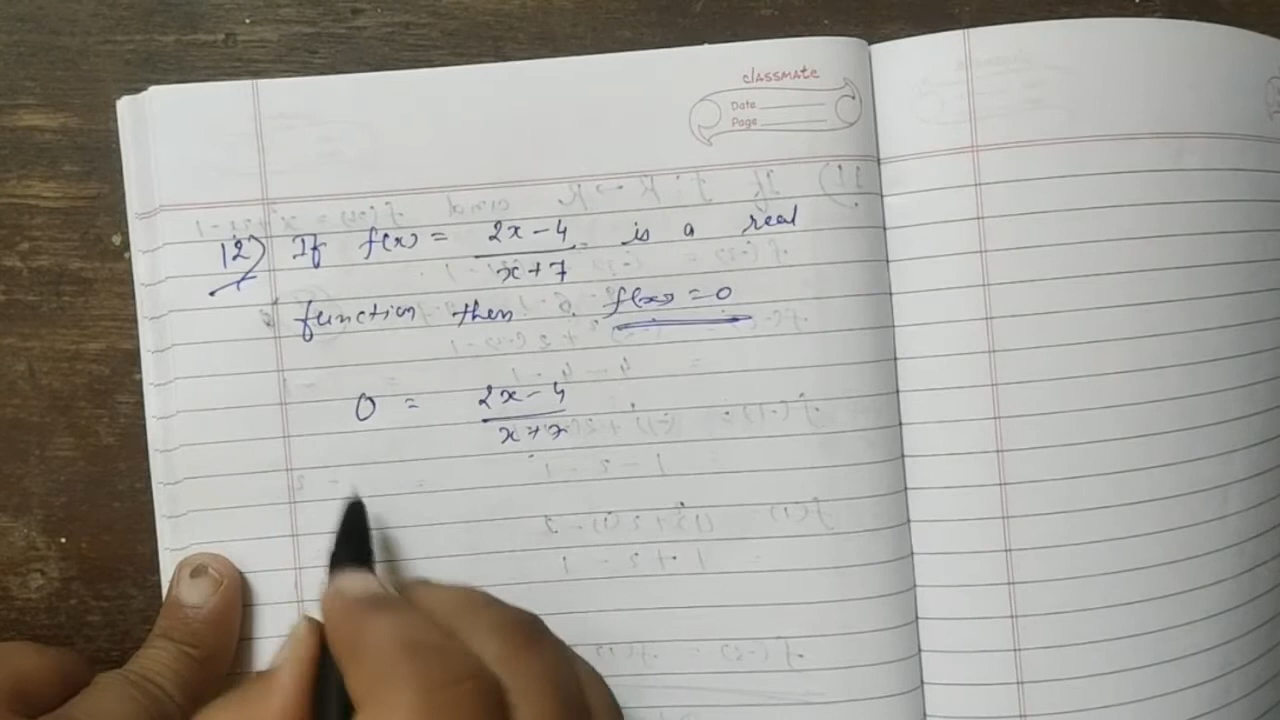 classmate
Date
Page
12) If f(x) = 2x-4 / x+7 is a real
function then f(x) = 0
0 = 2x-4 / x+7